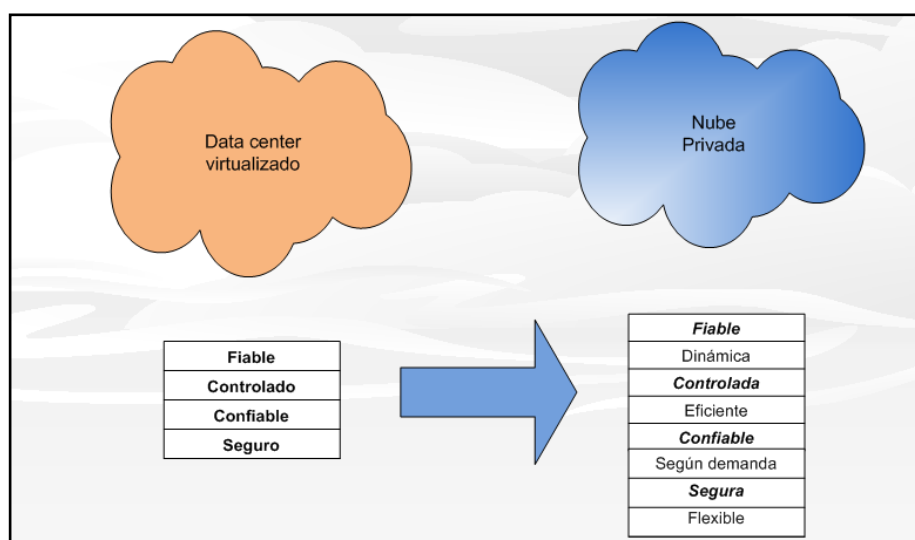 Data center
virtualizado
Nube
Privada
Fiable
Controlado
Confiable
Seguro
Fiable
Dinámica
Controlada
Eficiente
Confiable
Según demanda
Segura
Flexible